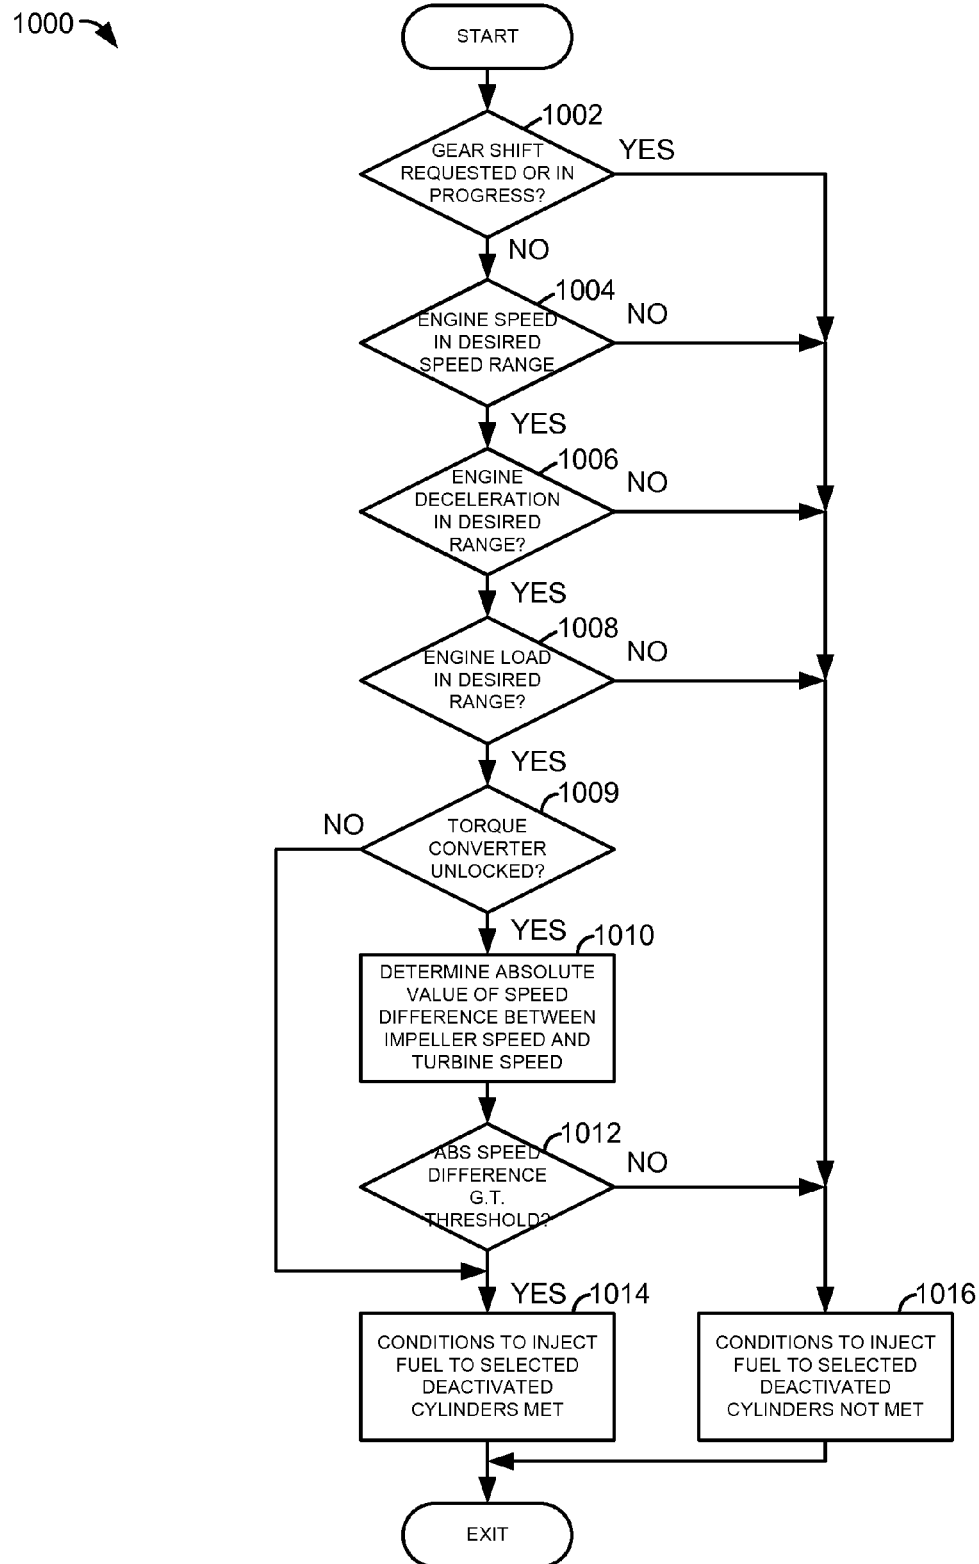 1000
START
1002
GEAR SHIFT
REQUESTED OR IN
PROGRESS?
YES
NO
1004
ENGINE SPEED
IN DESIRED
SPEED RANGE
NO
YES
1006
ENGINE
DECELERATION
IN DESIRED
RANGE?
NO
YES
1008
ENGINE LOAD
IN DESIRED
RANGE?
NO
YES
1009
TORQUE
CONVERTER
UNLOCKED?
NO
YES
1010
DETERMINE ABSOLUTE
VALUE OF SPEED
DIFFERENCE BETWEEN
IMPELLER SPEED AND
TURBINE SPEED
1012
ABS SPEED
DIFFERENCE
G.T.
THRESHOLD?
NO
YES
1014
CONDITIONS TO INJECT
FUEL TO SELECTED
DEACTIVATED
CYLINDERS MET
1016
CONDITIONS TO INJECT
FUEL TO SELECTED
DEACTIVATED
CYLINDERS NOT MET
EXIT